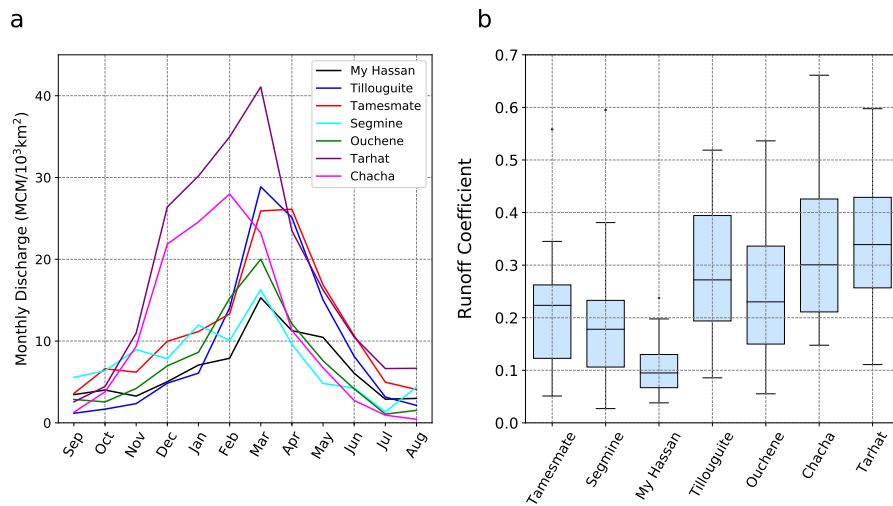 a
b
Monthly Discharge (MCM/10³km²)
40
30
20
10
0
My Hassan
Tillouguite
Tamesmate
Segmine
Ouchene
Tarhat
Chacha
Sep
Oct
Nov
Dec
Jan
Feb
Mar
Apr
May
Jun
Jul
Aug
Runoff Coefficient
0.7
0.6
0.5
0.4
0.3
0.2
0.1
0.0
Tamesmate
Segmine
My Hassan
Tillouguite
Ouchene
Chacha
Tarhat